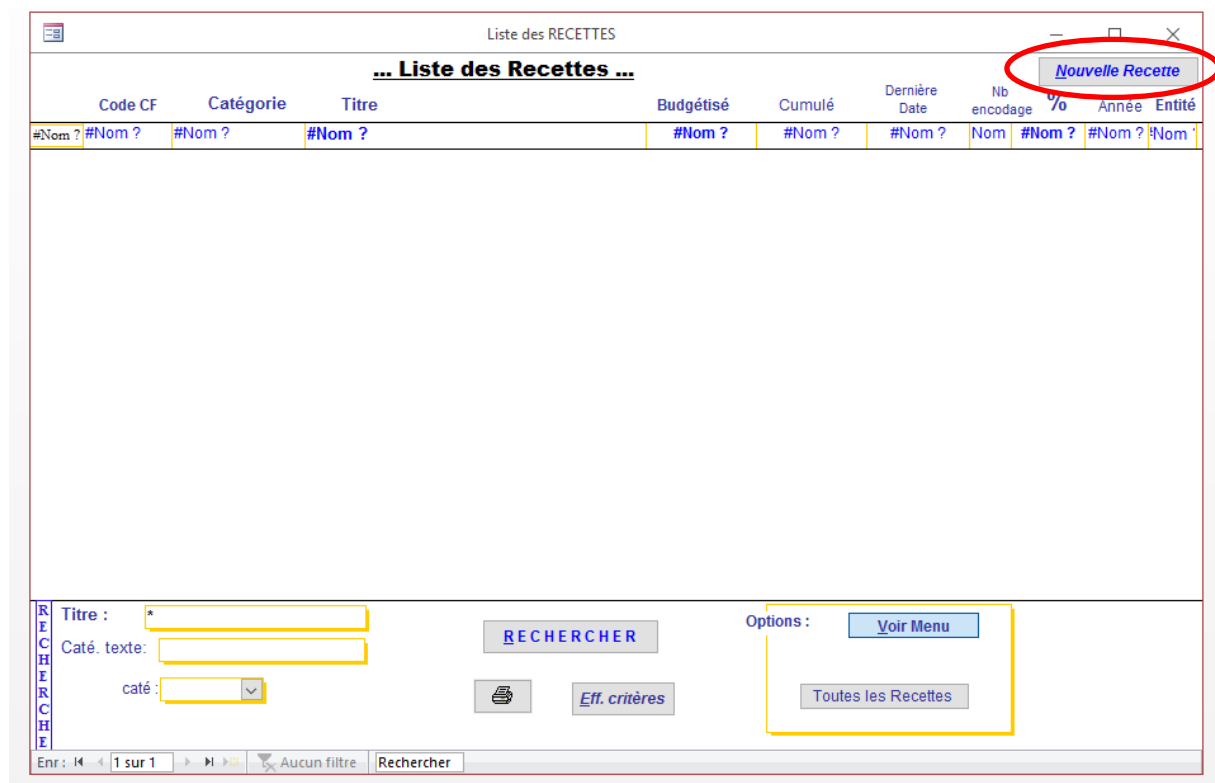 Liste des RECETTES
... Liste des Recettes ...
Nouvelle Recette
Code CF Catégorie Titre Budgétisé Cumulé Dernière Date Nb encodage % Année Entité
#Nom ? #Nom ? #Nom ? #Nom ? #Nom ? #Nom ? #Nom ? Nom #Nom ? #Nom ? Nom
RECHERCHE
Titre : *
Caté. texte:
caté :
RECHERCHER
Eff. critères
Options :
Voir Menu
Toutes les Recettes
Enr : 1 sur 1 Aucun filtre Rechercher